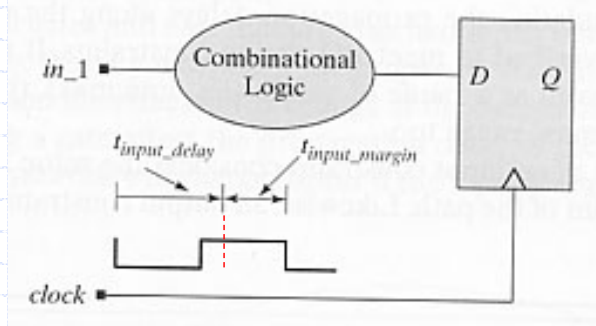 Combinational
Logic
in_1
D
Q
t_input_delay
t_input_margin
clock